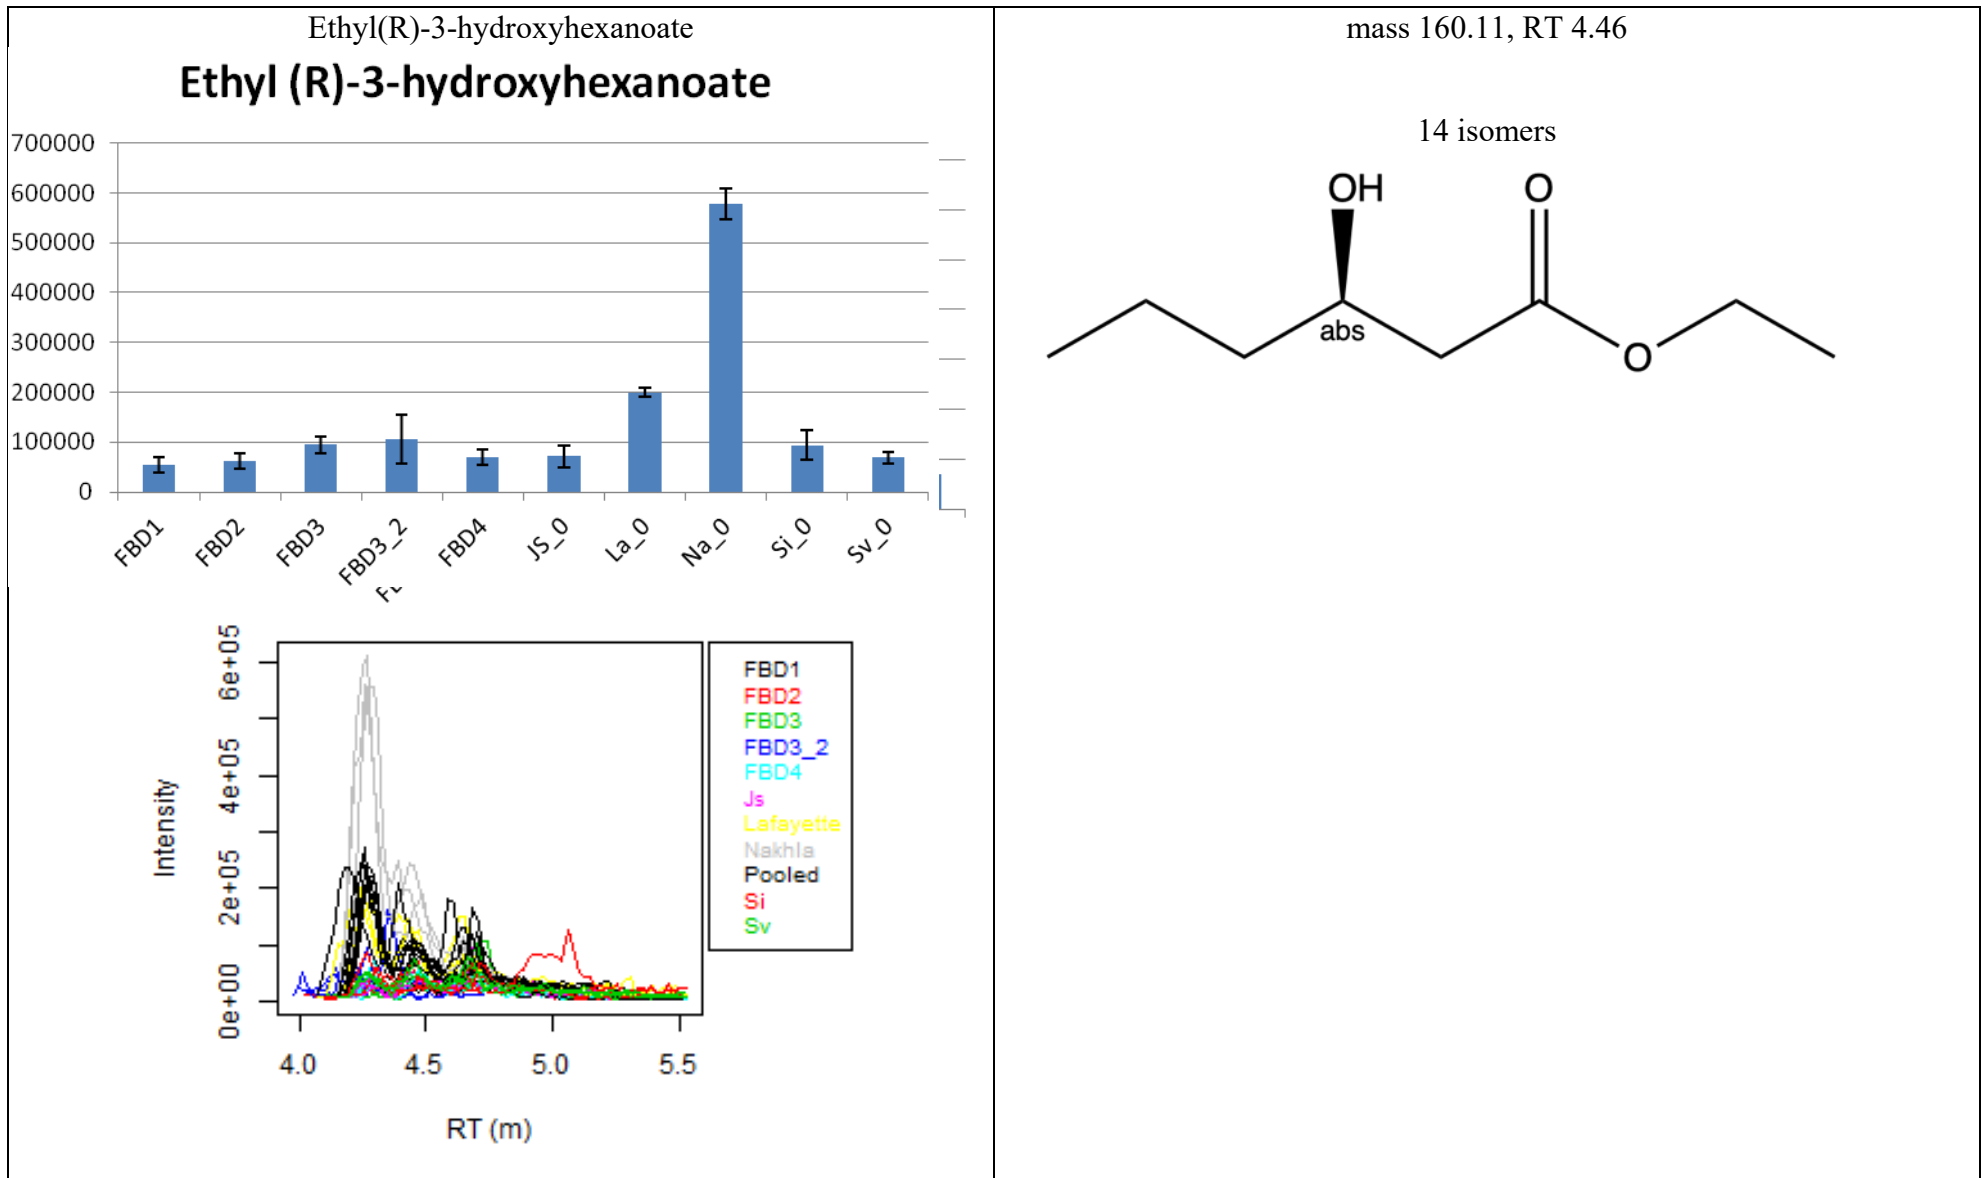 Ethyl(R)-3-hydroxyhexanoate
Ethyl (R)-3-hydroxyhexanoate
700000
600000
500000
400000
300000
200000
100000
0
FBD1
FBD2
FBD3
FBD3_2
FBD4
JS_0
La_0
Na_0
Si_0
Sv_0
6e+05
4e+05
2e+05
0e+00
Intensity
4.0
4.5
5.0
5.5
RT (m)
FBD1
FBD2
FBD3
FBD3_2
FBD4
Js
Lafayette
Nakhla
Pooled
Si
Sv
mass 160.11, RT 4.46
14 isomers
OH
O
abs
O